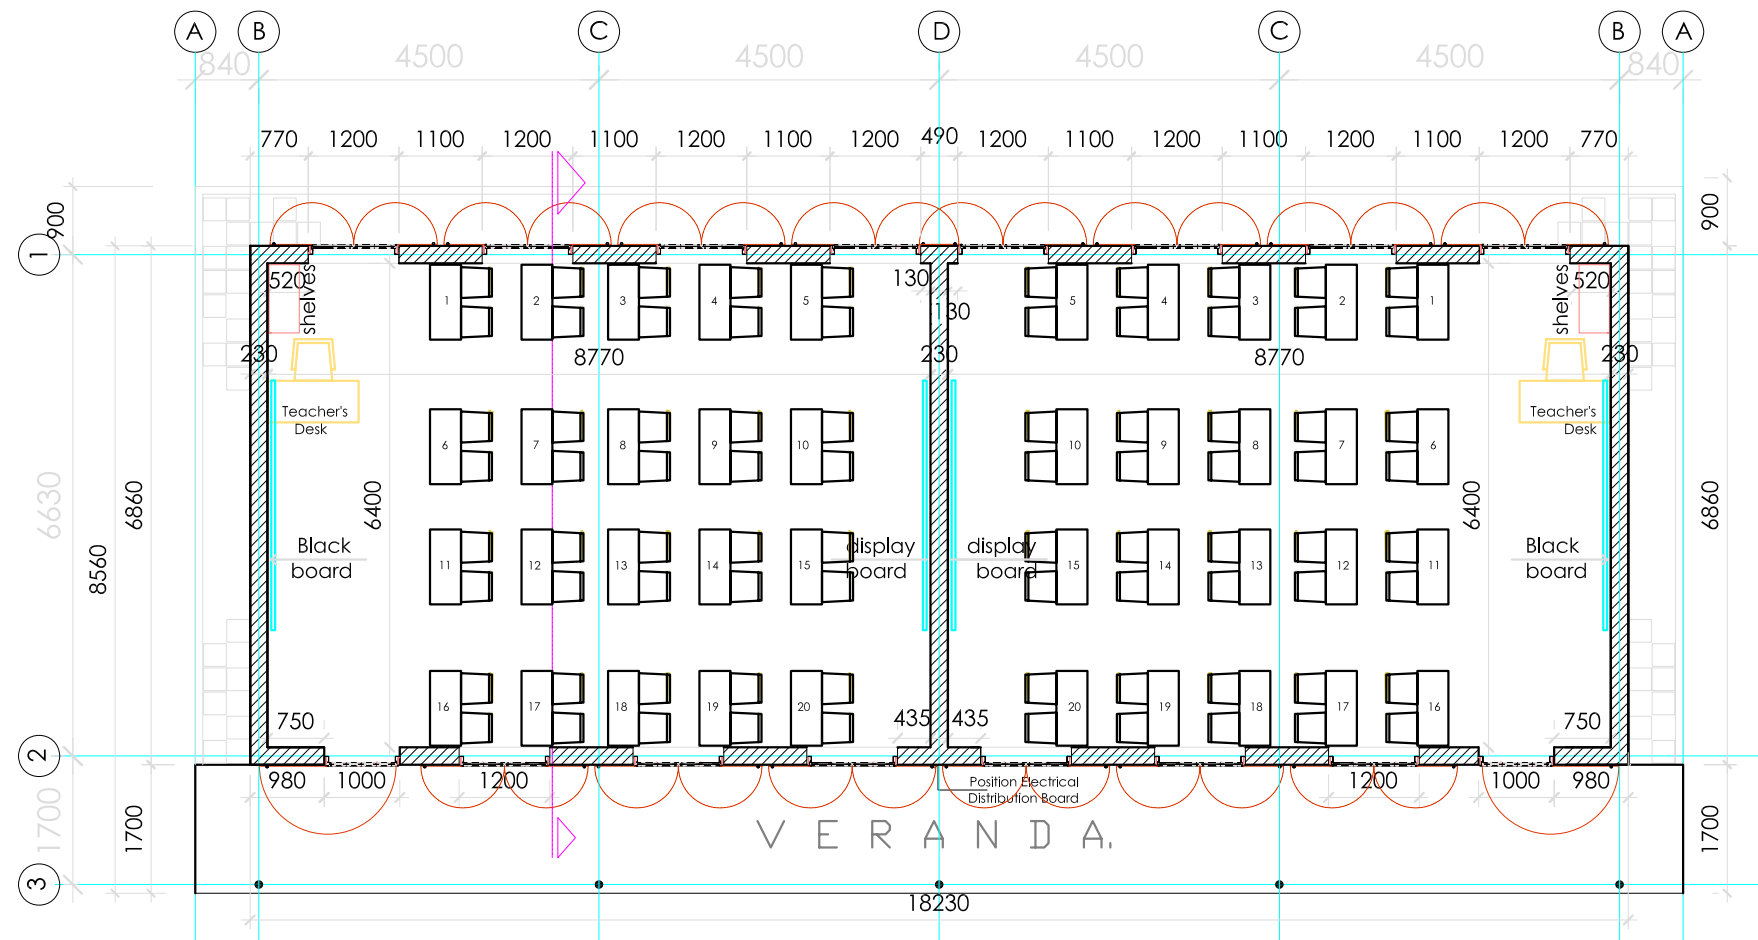 A B C D C B A
840 4500 4500 4500 4500 840
770 1200 1100 1200 1100 1200 1100 1200 490 1200 1100 1200 1100 1200 1100 1200 770
900 900
1
520 shelves 130 130 shelves 520
1 2 3 4 5 5 4 3 2 1
230 8770 230 8770 230
Teacher's
Desk
Teacher's
Desk
6 7 8 9 10 10 9 8 7 6
6630 6860 6400 6400 6860
8560
Black
board
display
board
display
board
Black
board
11 12 13 14 15 15 14 13 12 11
16 17 18 19 20 20 19 18 17 16
750 435 435 750
2
980 1000 1200 1200 1000 980
Position Electrical
Distribution Board
1700 1700 1700
VERANDA.
3
18230